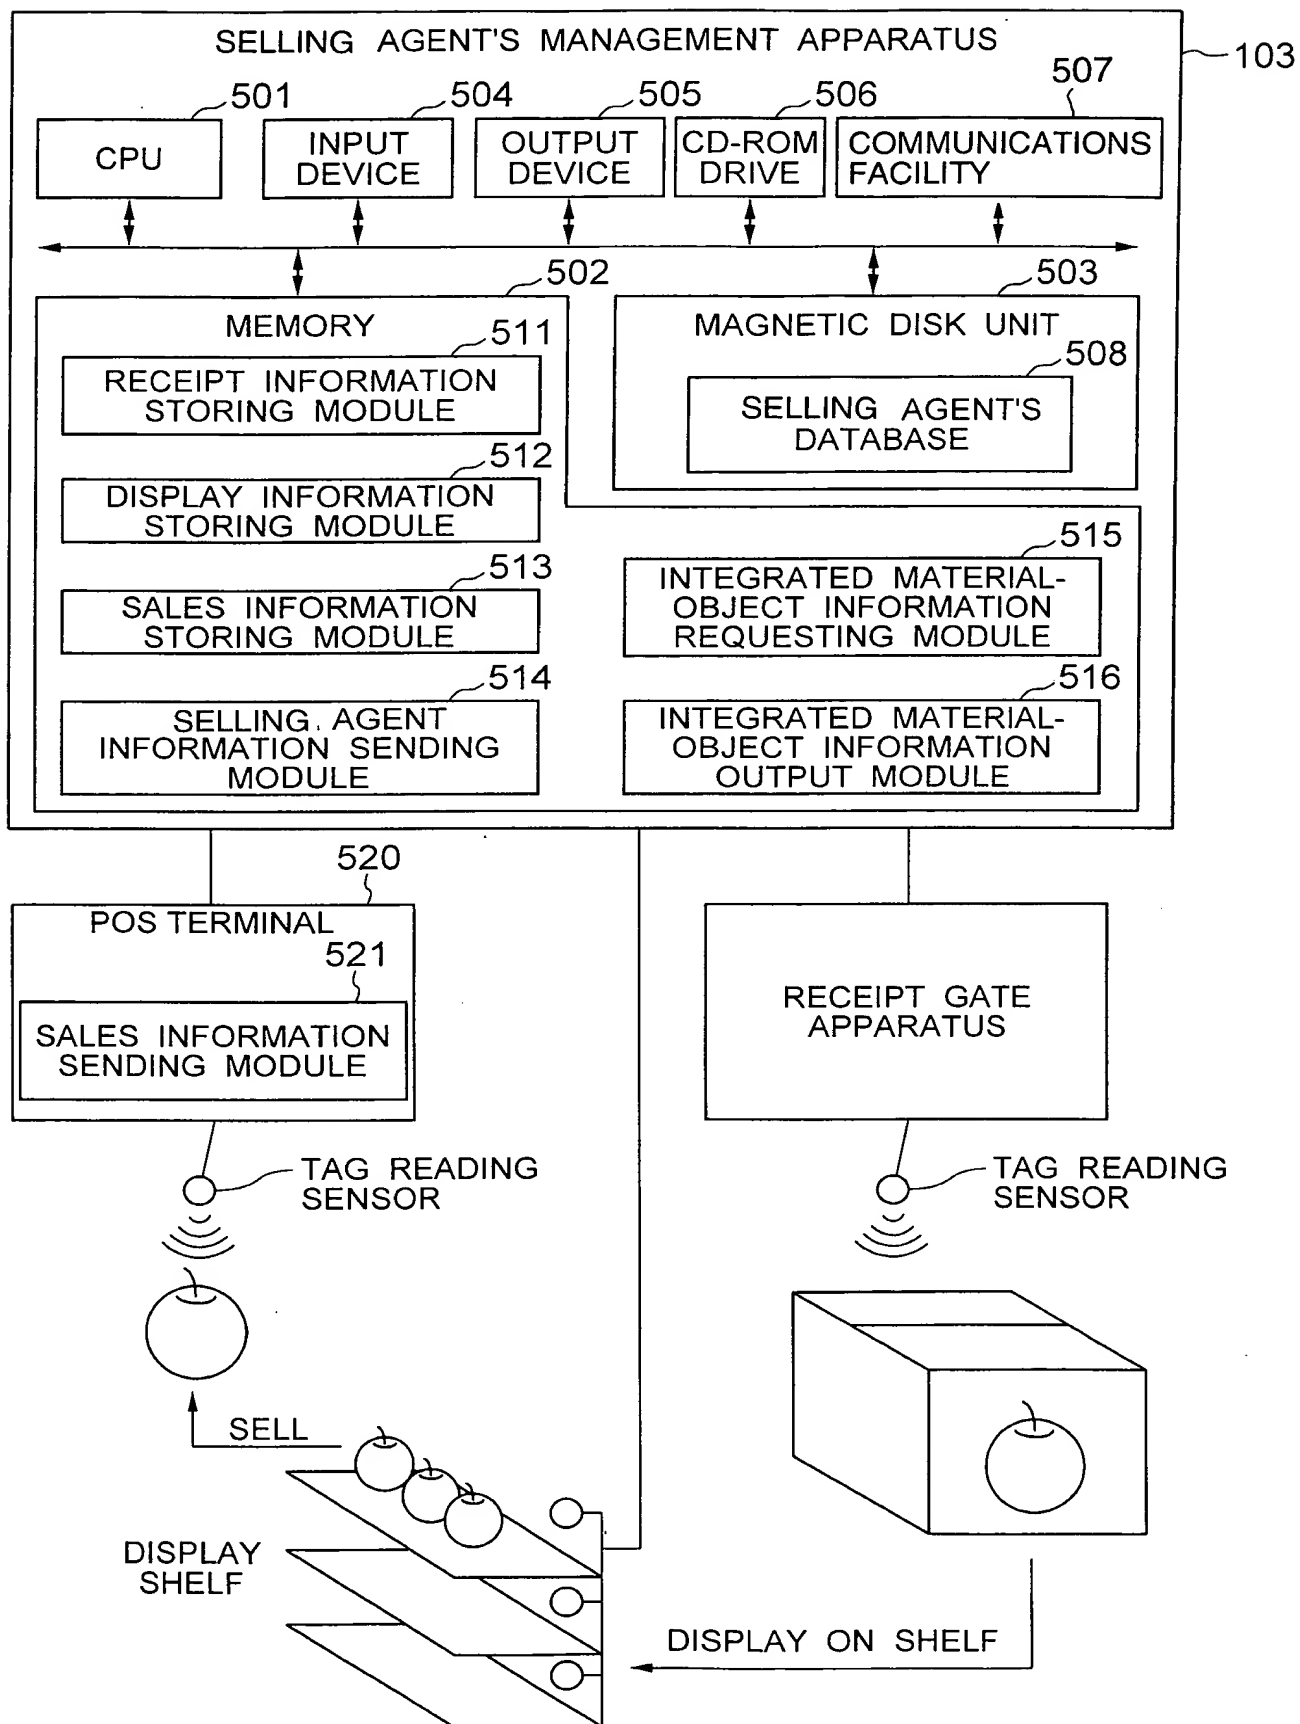 SELLING AGENT'S MANAGEMENT APPARATUS
103
501
504
505
506
507
CPU
INPUT
DEVICE
OUTPUT
DEVICE
CD-ROM
DRIVE
COMMUNICATIONS
FACILITY
502
503
MEMORY
511
RECEIPT INFORMATION
STORING MODULE
512
DISPLAY INFORMATION
STORING MODULE
513
SALES INFORMATION
STORING MODULE
514
SELLING AGENT
INFORMATION SENDING
MODULE
MAGNETIC DISK UNIT
508
SELLING AGENT'S
DATABASE
515
INTEGRATED MATERIAL-
OBJECT INFORMATION
REQUESTING MODULE
516
INTEGRATED MATERIAL-
OBJECT INFORMATION
OUTPUT MODULE
520
POS TERMINAL
521
SALES INFORMATION
SENDING MODULE
RECEIPT GATE
APPARATUS
TAG READING
SENSOR
TAG READING
SENSOR
SELL
DISPLAY
SHELF
DISPLAY ON SHELF